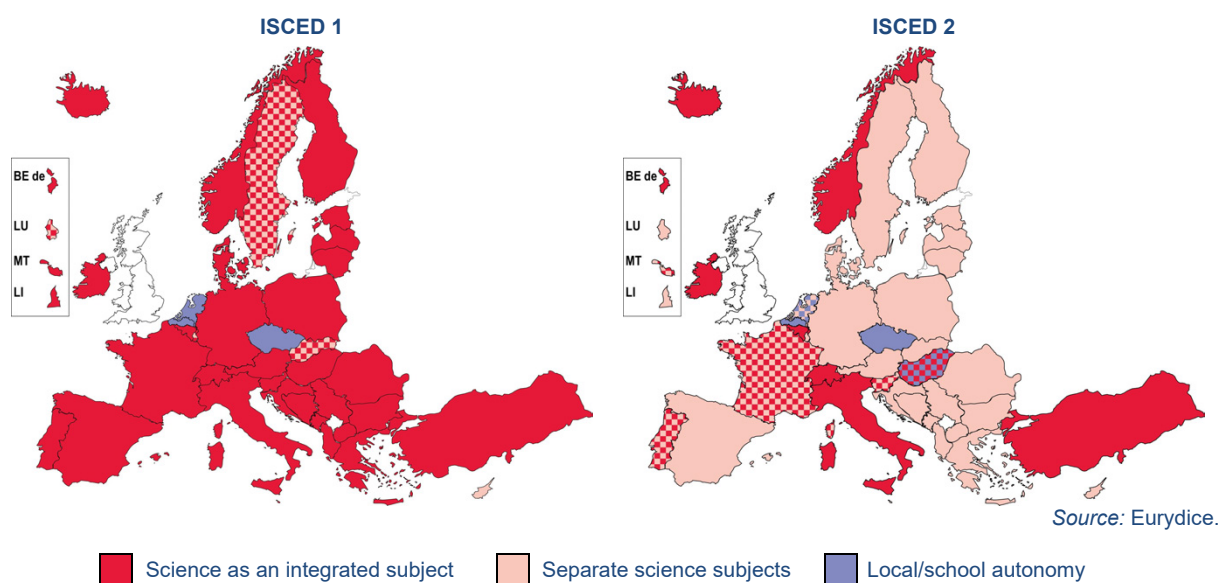 ISCED 1
ISCED 2
BE de
LU
MT
LI
BE de
LU
MT
LI
Source: Eurydice.
Science as an integrated subject
Separate science subjects
Local/school autonomy